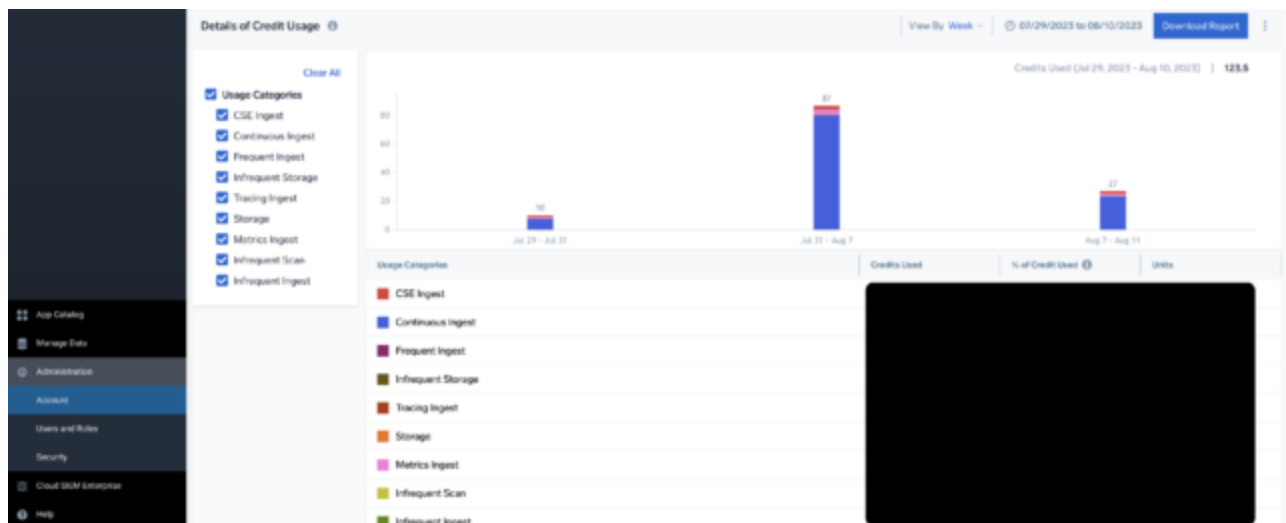 Details of Credit Usage
View By Week
07/29/2023 to 08/10/2023
Download Report
Clear All
Usage Categories
CSE Ingest
Continuous Ingest
Frequent Ingest
Infrequent Storage
Tracing Ingest
Storage
Metrics Ingest
Infrequent Scan
Infrequent Ingest
Credits Used (Jul 29, 2023 - Aug 10, 2023) | 123.5
87
80
60
40
27
20
10
0
Jul 29 - Jul 31
Jul 31 - Aug 7
Aug 7 - Aug 11
Usage Categories
Credits Used
% of Credit Used
Units
CSE Ingest
Continuous Ingest
Frequent Ingest
Infrequent Storage
Tracing Ingest
Storage
Metrics Ingest
Infrequent Scan
Infrequent Ingest
App Catalog
Manage Data
Administration
Account
Users and Roles
Security
Cloud SIEM Enterprise
Help